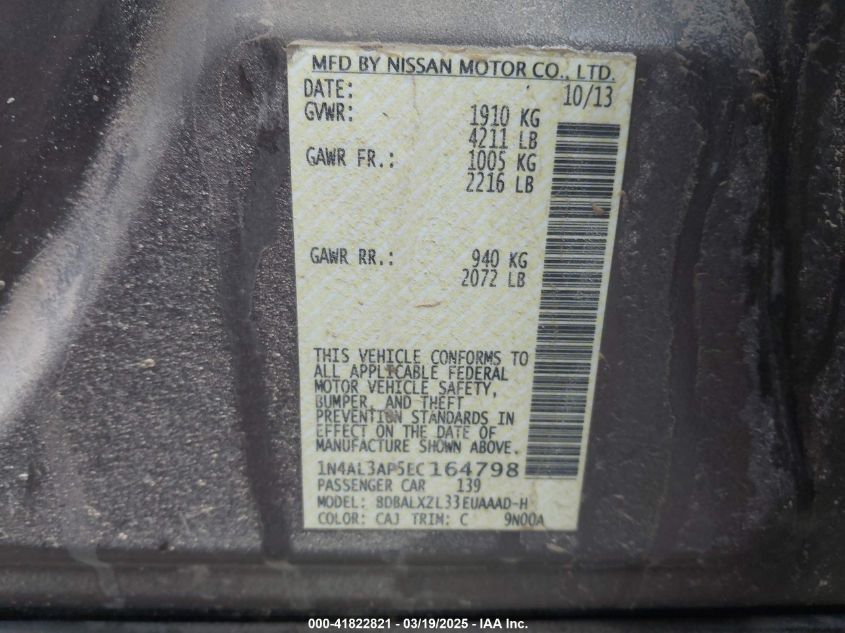 MFD BY NISSAN MOTOR CO., LTD.
DATE: 10/13
GVWR: 1910 KG
4211 LB
GAWR FR.: 1005 KG
2216 LB
GAWR RR.: 940 KG
2072 LB
THIS VEHICLE CONFORMS TO
ALL APPLICABLE FEDERAL
MOTOR VEHICLE SAFETY,
BUMPER, AND THEFT
PREVENTION STANDARDS IN
EFFECT ON THE DATE OF
MANUFACTURE SHOWN ABOVE.
1N4AL3AP5EC164798
PASSENGER CAR 139
MODEL: BDBALXZL33EUAAAD-H
COLOR: CAJ TRIM: C 9N00A
000-41822821 / 03/19/2025 / IAA Inc.